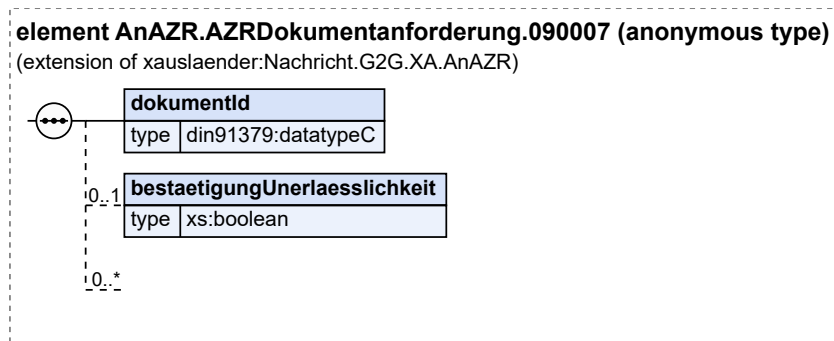 element AnAZR.AZRDokumentanforderung.090007 (anonymous type)
(extension of xauslaender:Nachricht.G2G.XA.AnAZR)
dokumentId
type din91379:datatypeC
0..1 bestaetigungUnerlaesslichkeit
type xs:boolean
0..*